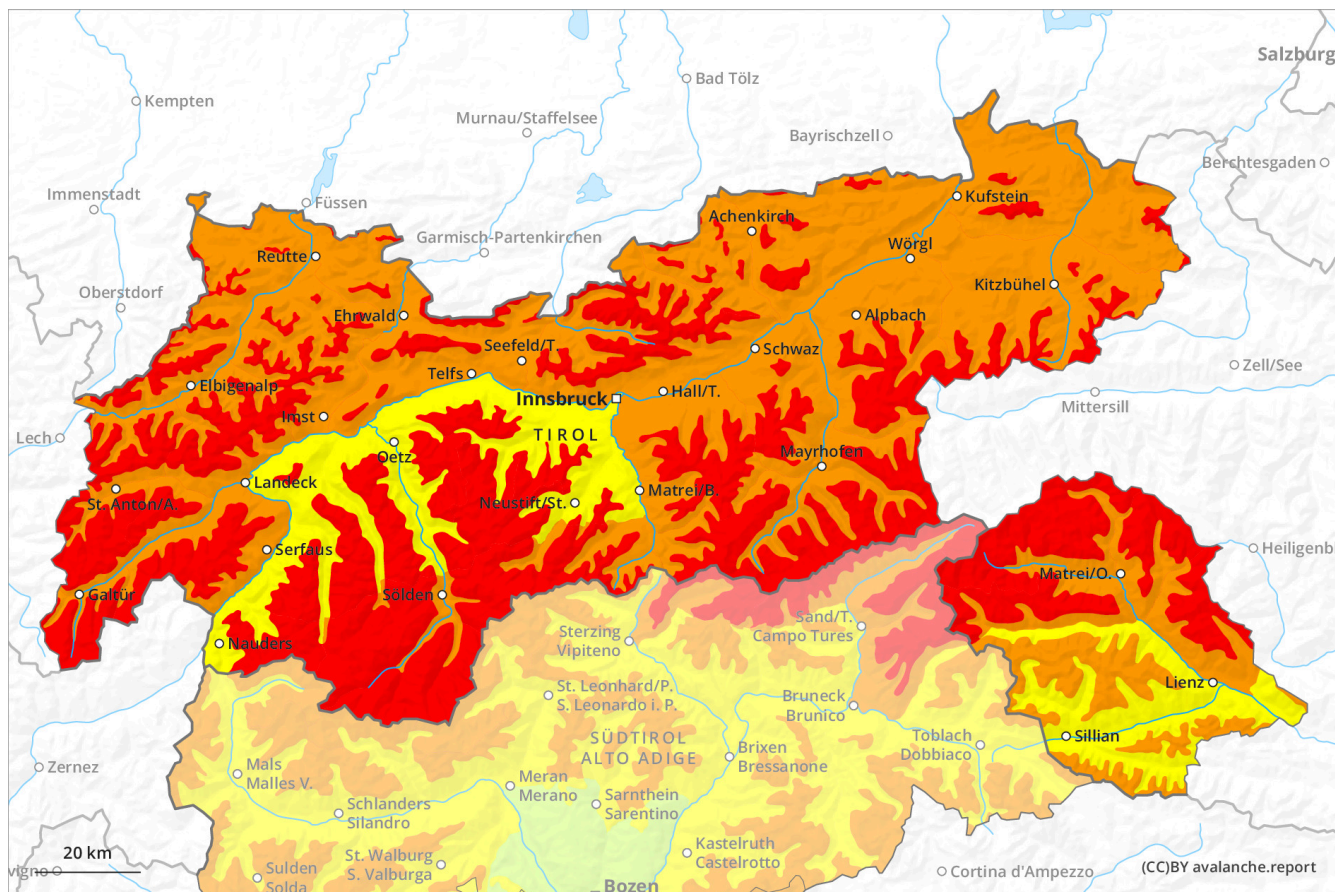 Salzburg
Bad Tölz
Kempten
Murnau/Staffelsee
Bayrischzell
Berchtesgaden
Immenstadt
Füssen
Kufstein
Achenkirch
Garmisch-Partenkirchen
Wörgl
Reutte
Kitzbühel
Oberstdorf
Ehrwald
Alpbach
Seefeld/T.
Schwaz
Zell/See
Telfs
Elbigenalp
Hall/T.
Innsbruck
Mittersill
Imst
TIROL
Lech
Oetz
Mayrhofen
Landeck
Matrei/B.
St. Anton/A.
Neustift/St.
Serfaus
Heiligenb
Matrei/O.
Galtür
Sölden
Sand/T.
Campo Tures
Sterzing
Vipiteno
Nauders
Lienz
St. Leonhard/P.
S. Leonardo i. P.
Bruneck
Brunico
SÜDTIROL
ALTO ADIGE
Toblach
Dobbiaco
Sillian
Brixen
Bressanone
Zernez
Mals
Malles V.
Meran
Merano
Sarnthein
Sarentino
Schlanders
Silandro
Kastelruth
Castelrotto
20 km
St. Walburg
S. Valburga
vigno
Sulden
Solda
Cortina d'Ampezzo
(CC)BY avalanche.report
Bozen